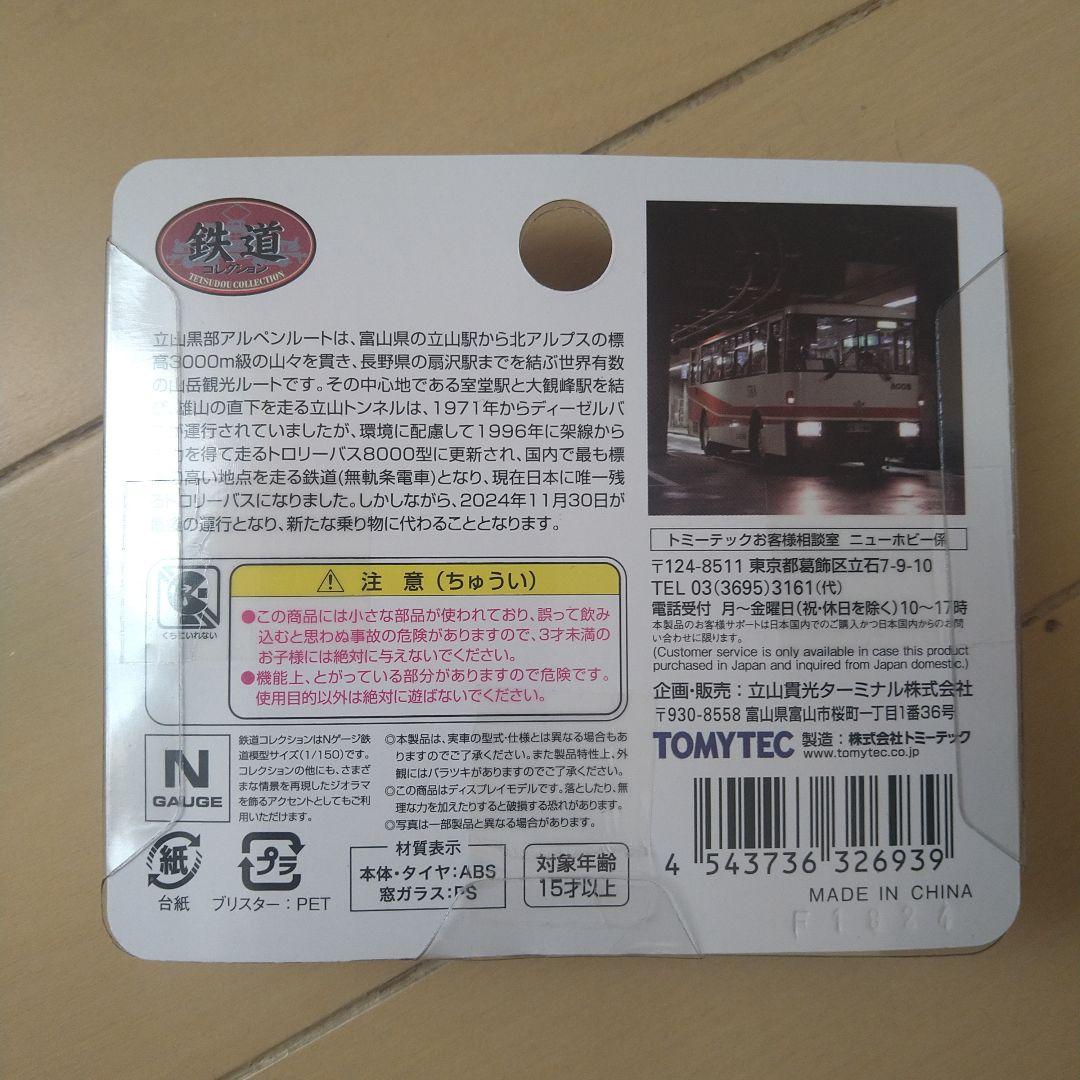 鉄道
コレクション
TETSUDOU COLLECTION
立山黒部アルペンルートは、富山県の立山駅から北アルプスの標
高3000m級の山々を貫き、長野県の扇沢駅までを結ぶ世界有数
の山岳観光ルートです。その中心地である室堂駅と大観峰駅を結
雄山の直下を走る立山トンネルは、1971年からディーゼルバ
が運行されていましたが、環境に配慮して1996年に架線から
を得て走るトロリーバス8000型に更新され、国内で最も標
高い地点を走る鉄道(無軌条電車)となり、現在日本に唯一残
るトロリーバスになりました。しかしながら、2024年11月30日が
の運行となり、新たな乗り物に代わることとなります。
くちにいれない
注 意(ちゅうい)
●この商品には小さな部品が使われており、誤って飲み
込むと思わぬ事故の危険がありますので、3才未満の
お子様には絶対に与えないでください。
●機能上、とがっている部分がありますので危険です。
使用目的以外は絶対に遊ばないでください。
N
GAUGE
鉄道コレクションはNゲージ鉄
道模型サイズ(1/150)です。
コレクションの他にも、さまざ
まな情景を再現したジオラマ
を飾るアクセントとしてもご利
用いただけます。
◎本製品は、実車の型式・仕様とは異なる場合もあ
りますのでご了承ください。また製品特性上、外
観にはバラツキがありますのでご了承ください。
◎この商品はディスプレイモデルです。落としたり、無
理な力を加えたりすると破損する恐れがあります。
◎写真は一部製品と異なる場合があります。
紙
台紙
プラ
ブリスター：PET
材質表示
本体・タイヤ：ABS
窓ガラス：PS
対象年齢
15才以上
8005
トミーテックお客様相談室 ニューホビー係
〒124-8511 東京都葛飾区立石7-9-10
TEL 03(3695)3161(代)
電話受付 月～金曜日(祝・休日を除く)10～17時
本製品のお客様サポートは日本国内でのご購入かつ日本国内からのお問
い合わせに限ります。
(Customer service is only available in case this product
purchased in Japan and inquired from Japan domestic.)
企画・販売：立山貫光ターミナル株式会社
〒930-8558 富山県富山市桜町一丁目1番36号
TOMYTEC 製造：株式会社トミーテック
www.tomytec.co.jp
4 543736 326939
MADE IN CHINA
F1824